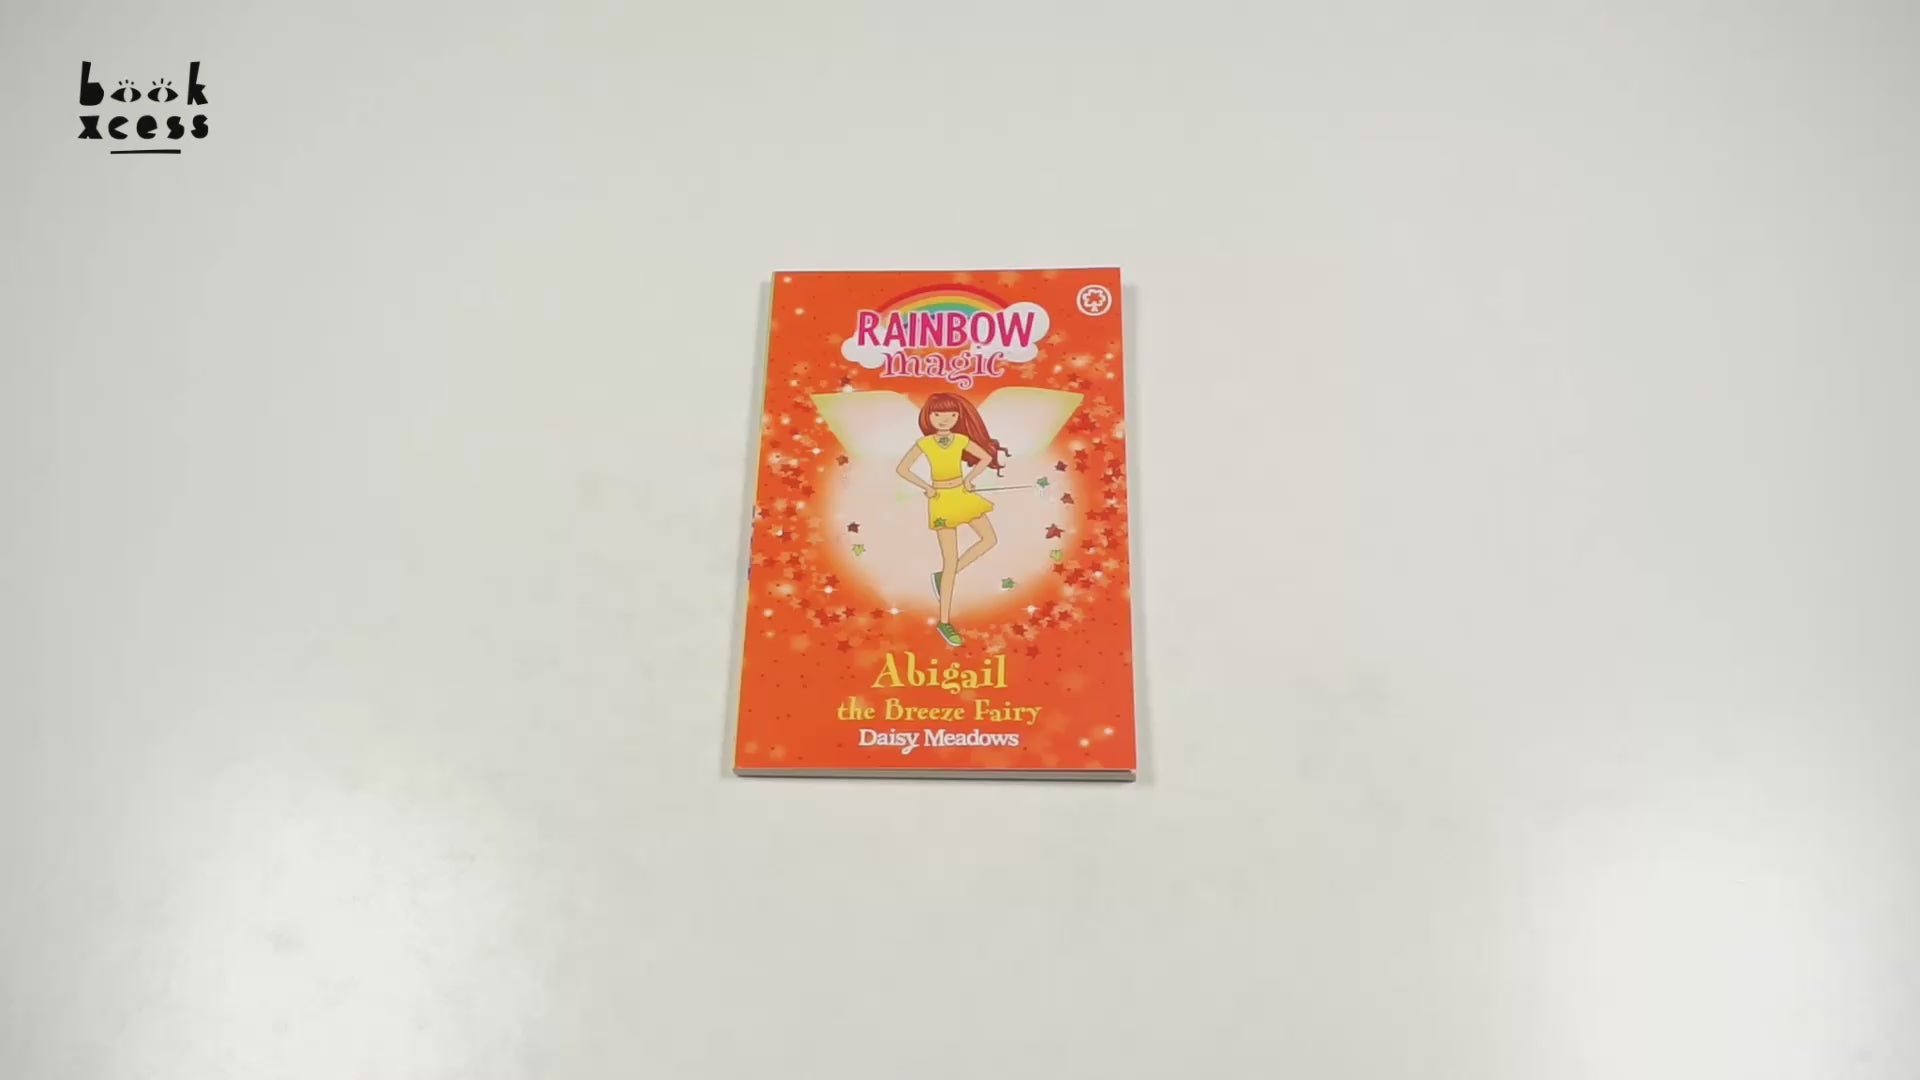 book
xcess
RAINBOW
magic
Abigail
the Breeze Fairy
Daisy Meadows